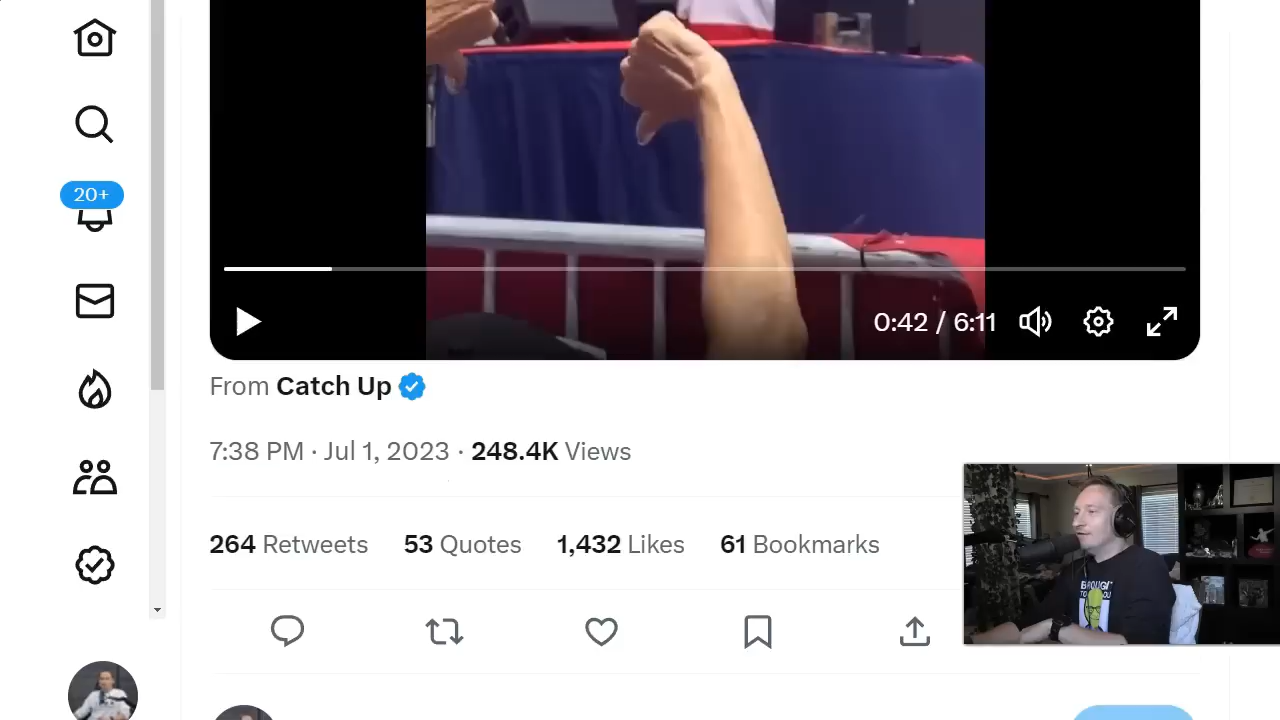 20+
0:42 / 6:11
From Catch Up
7:38 PM · Jul 1, 2023 · 248.4K Views
264 Retweets 53 Quotes 1,432 Likes 61 Bookmarks